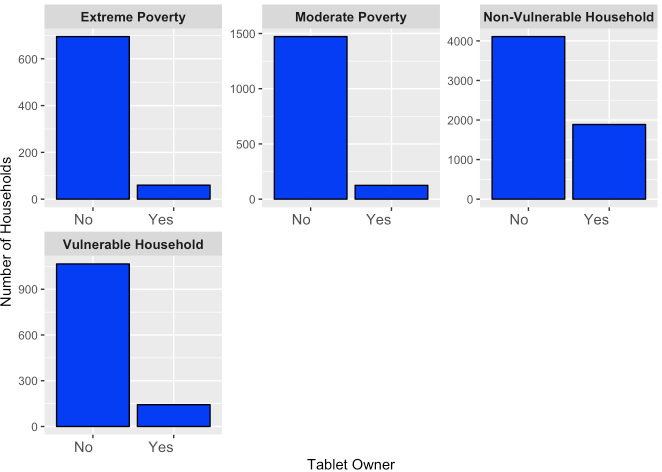 Extreme Poverty
Moderate Poverty
Non-Vulnerable Household
600
400
200
0
No
Yes
1500
1000
500
0
No
Yes
4000
3000
2000
1000
0
No
Yes
Vulnerable Household
900
600
300
0
No
Yes
Number of Households
Tablet Owner